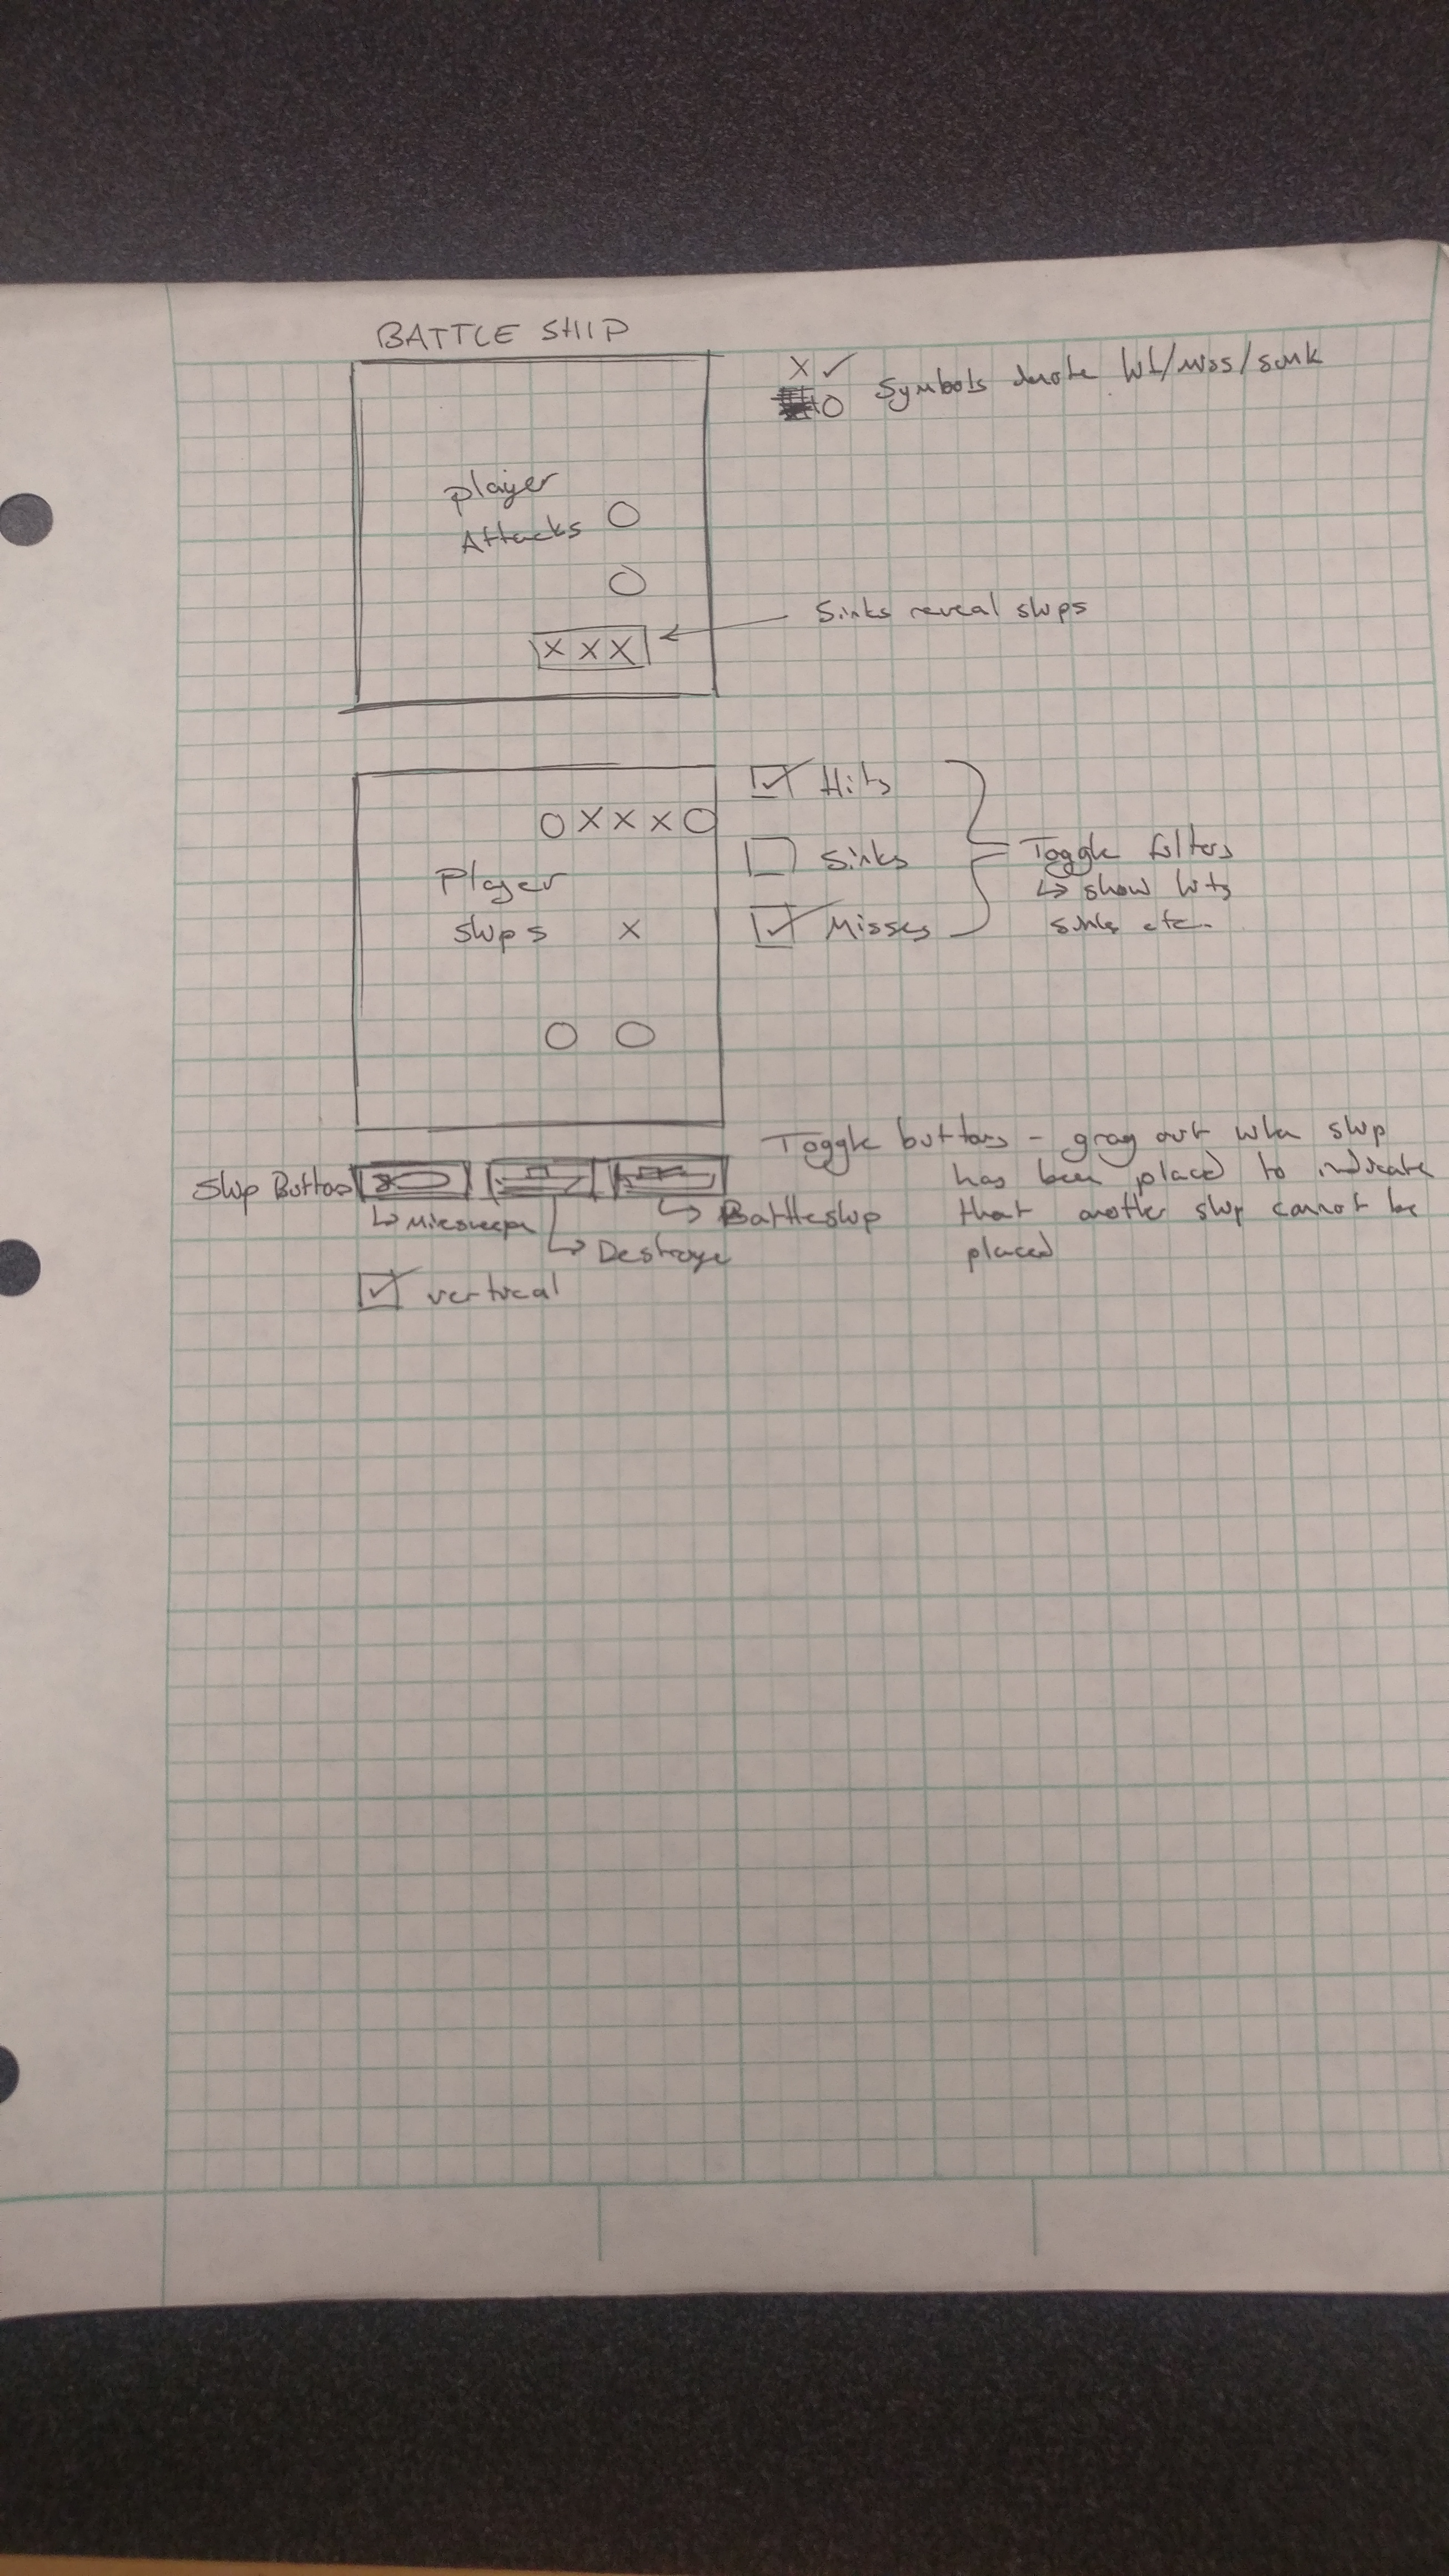 BATTLE SHIP
X ✓
O Symbols denote hit/miss/sunk
player
Attacks O
O
X X X
Sinks reveal ships
O X X X O
Player
ships X
O O
✓ Hits
Sinks
✓ Misses
Toggle filters
↳ show hits
sinks etc.
Ship Buttons
↳ Minesweeper
↳ Destroyer
↳ Battleship
✓ vertical
Toggle buttons - gray out when ship
has been placed to indicate
that another ship cannot be
placed